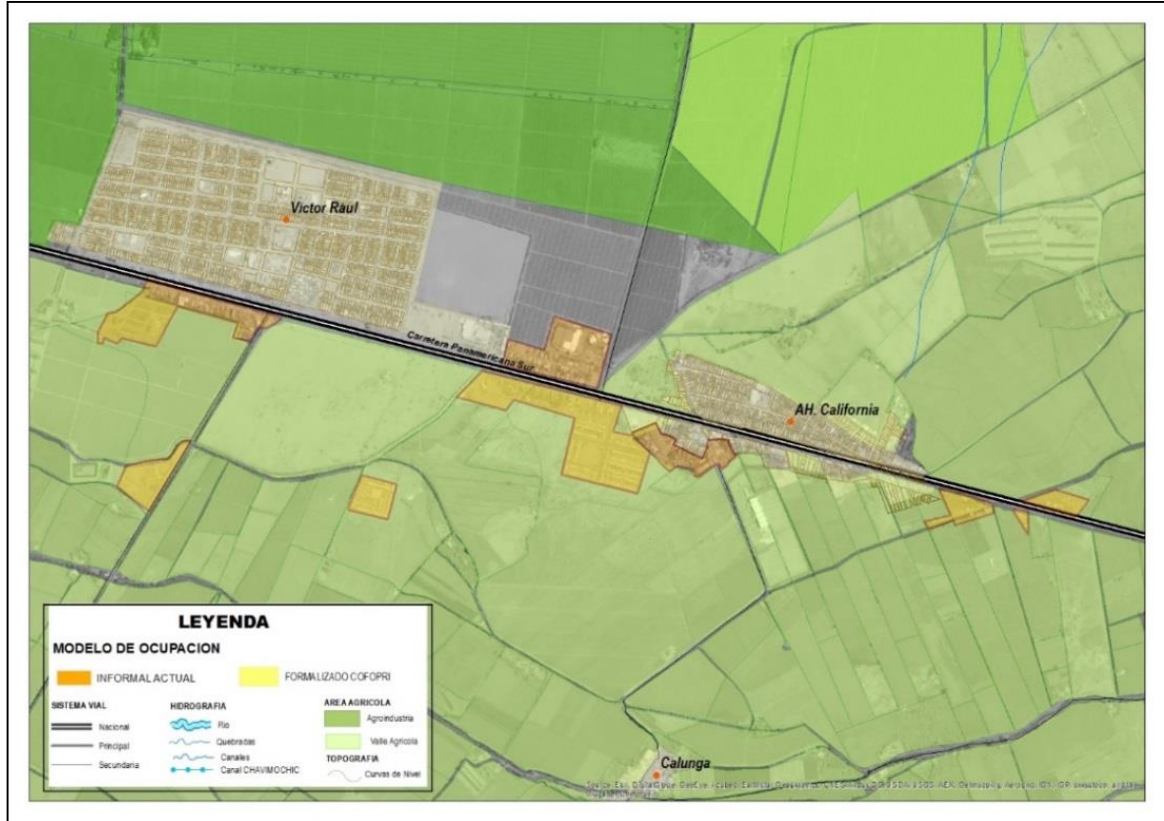 Victor Raul
Carretera Panamericana Sur
AH. California
Calunga
LEYENDA
MODELO DE OCUPACION
INFORMAL ACTUAL
FORMALIZADO COFOPRI
SISTEMA VIAL
Nacional
Principal
Secundaria
HIDROGRAFIA
Rio
Quebradas
Canales
Canal CHAVIMOCHIC
AREA AGRICOLA
Agroindustria
Valle Agricola
TOPOGRAFIA
Curvas de Nivel